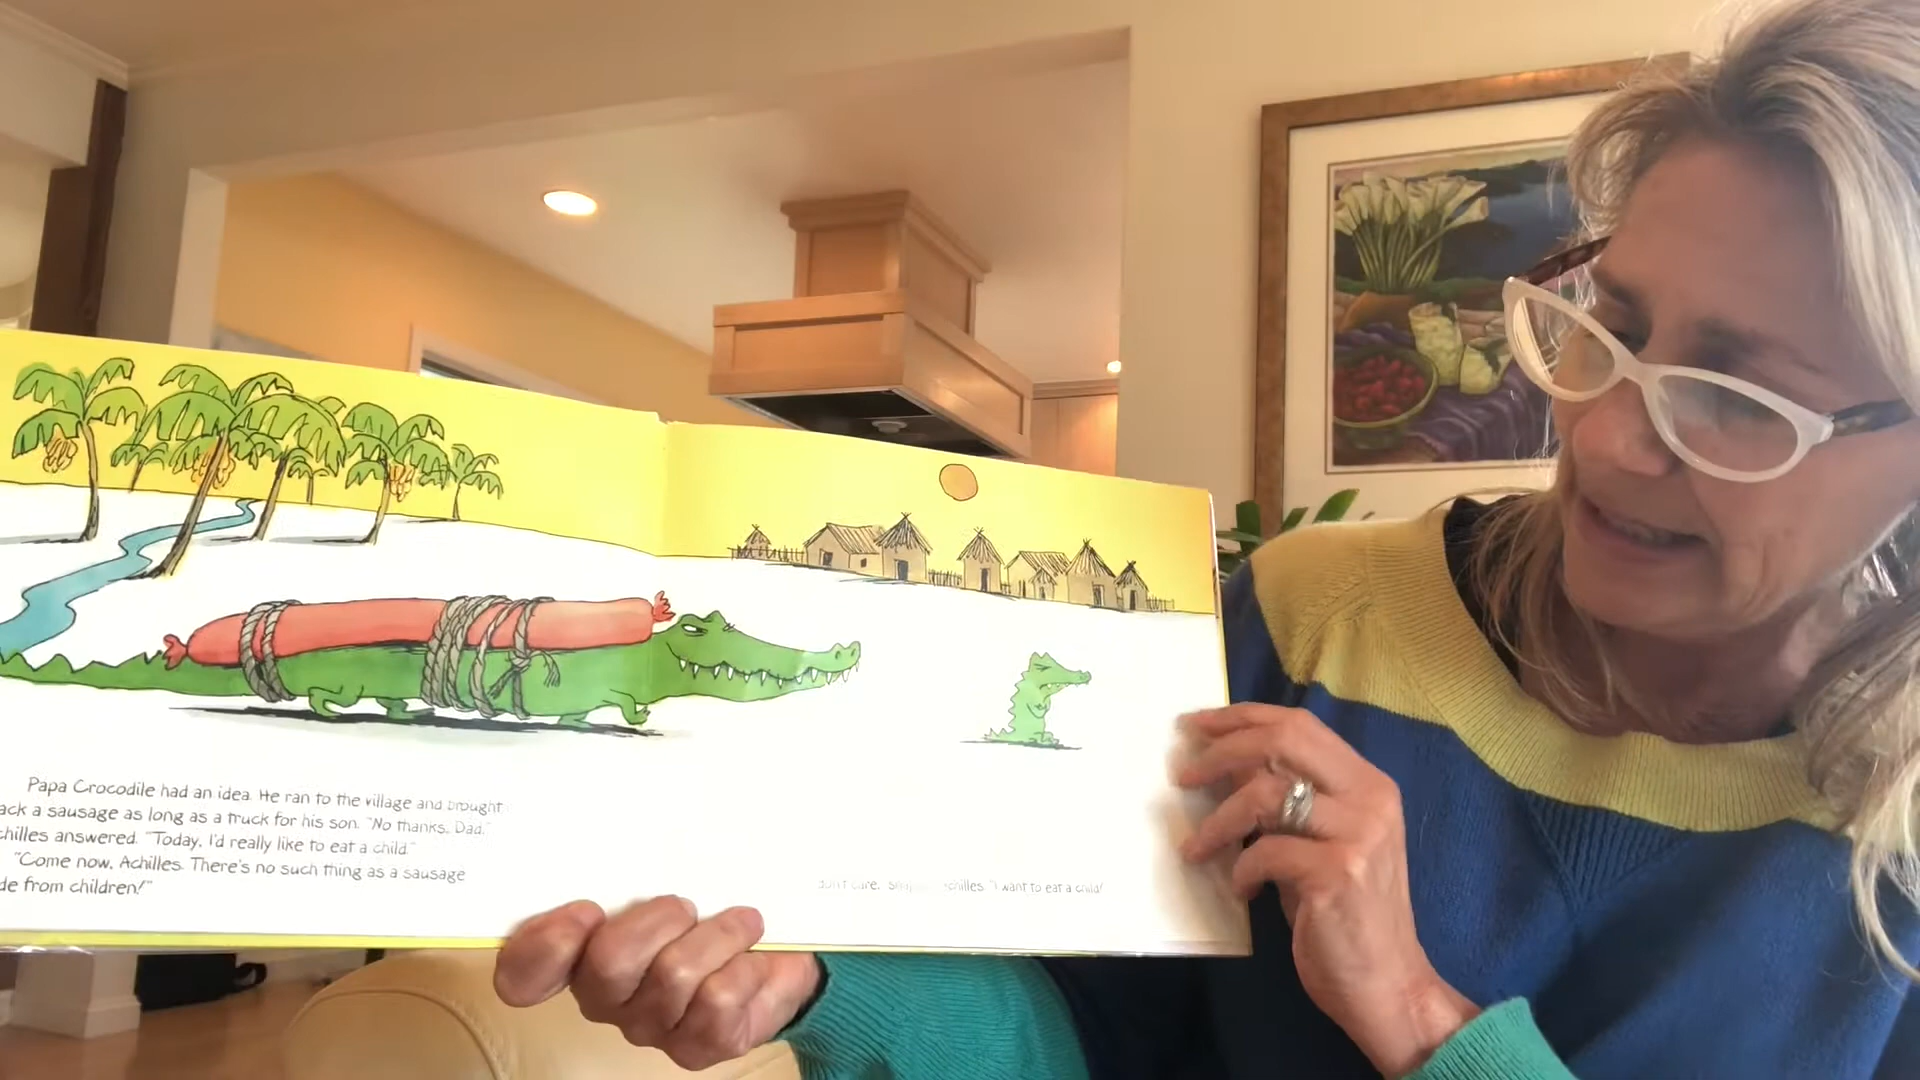 Papa Crocodile had an idea. He ran to the village and brought
ack a sausage as long as a truck for his son. "No thanks, Dad,"
chilles answered. "Today, I'd really like to eat a child."
"Come now, Achilles. There's no such thing as a sausage
de from children!"
don't care," chilles. "I want to eat a child!